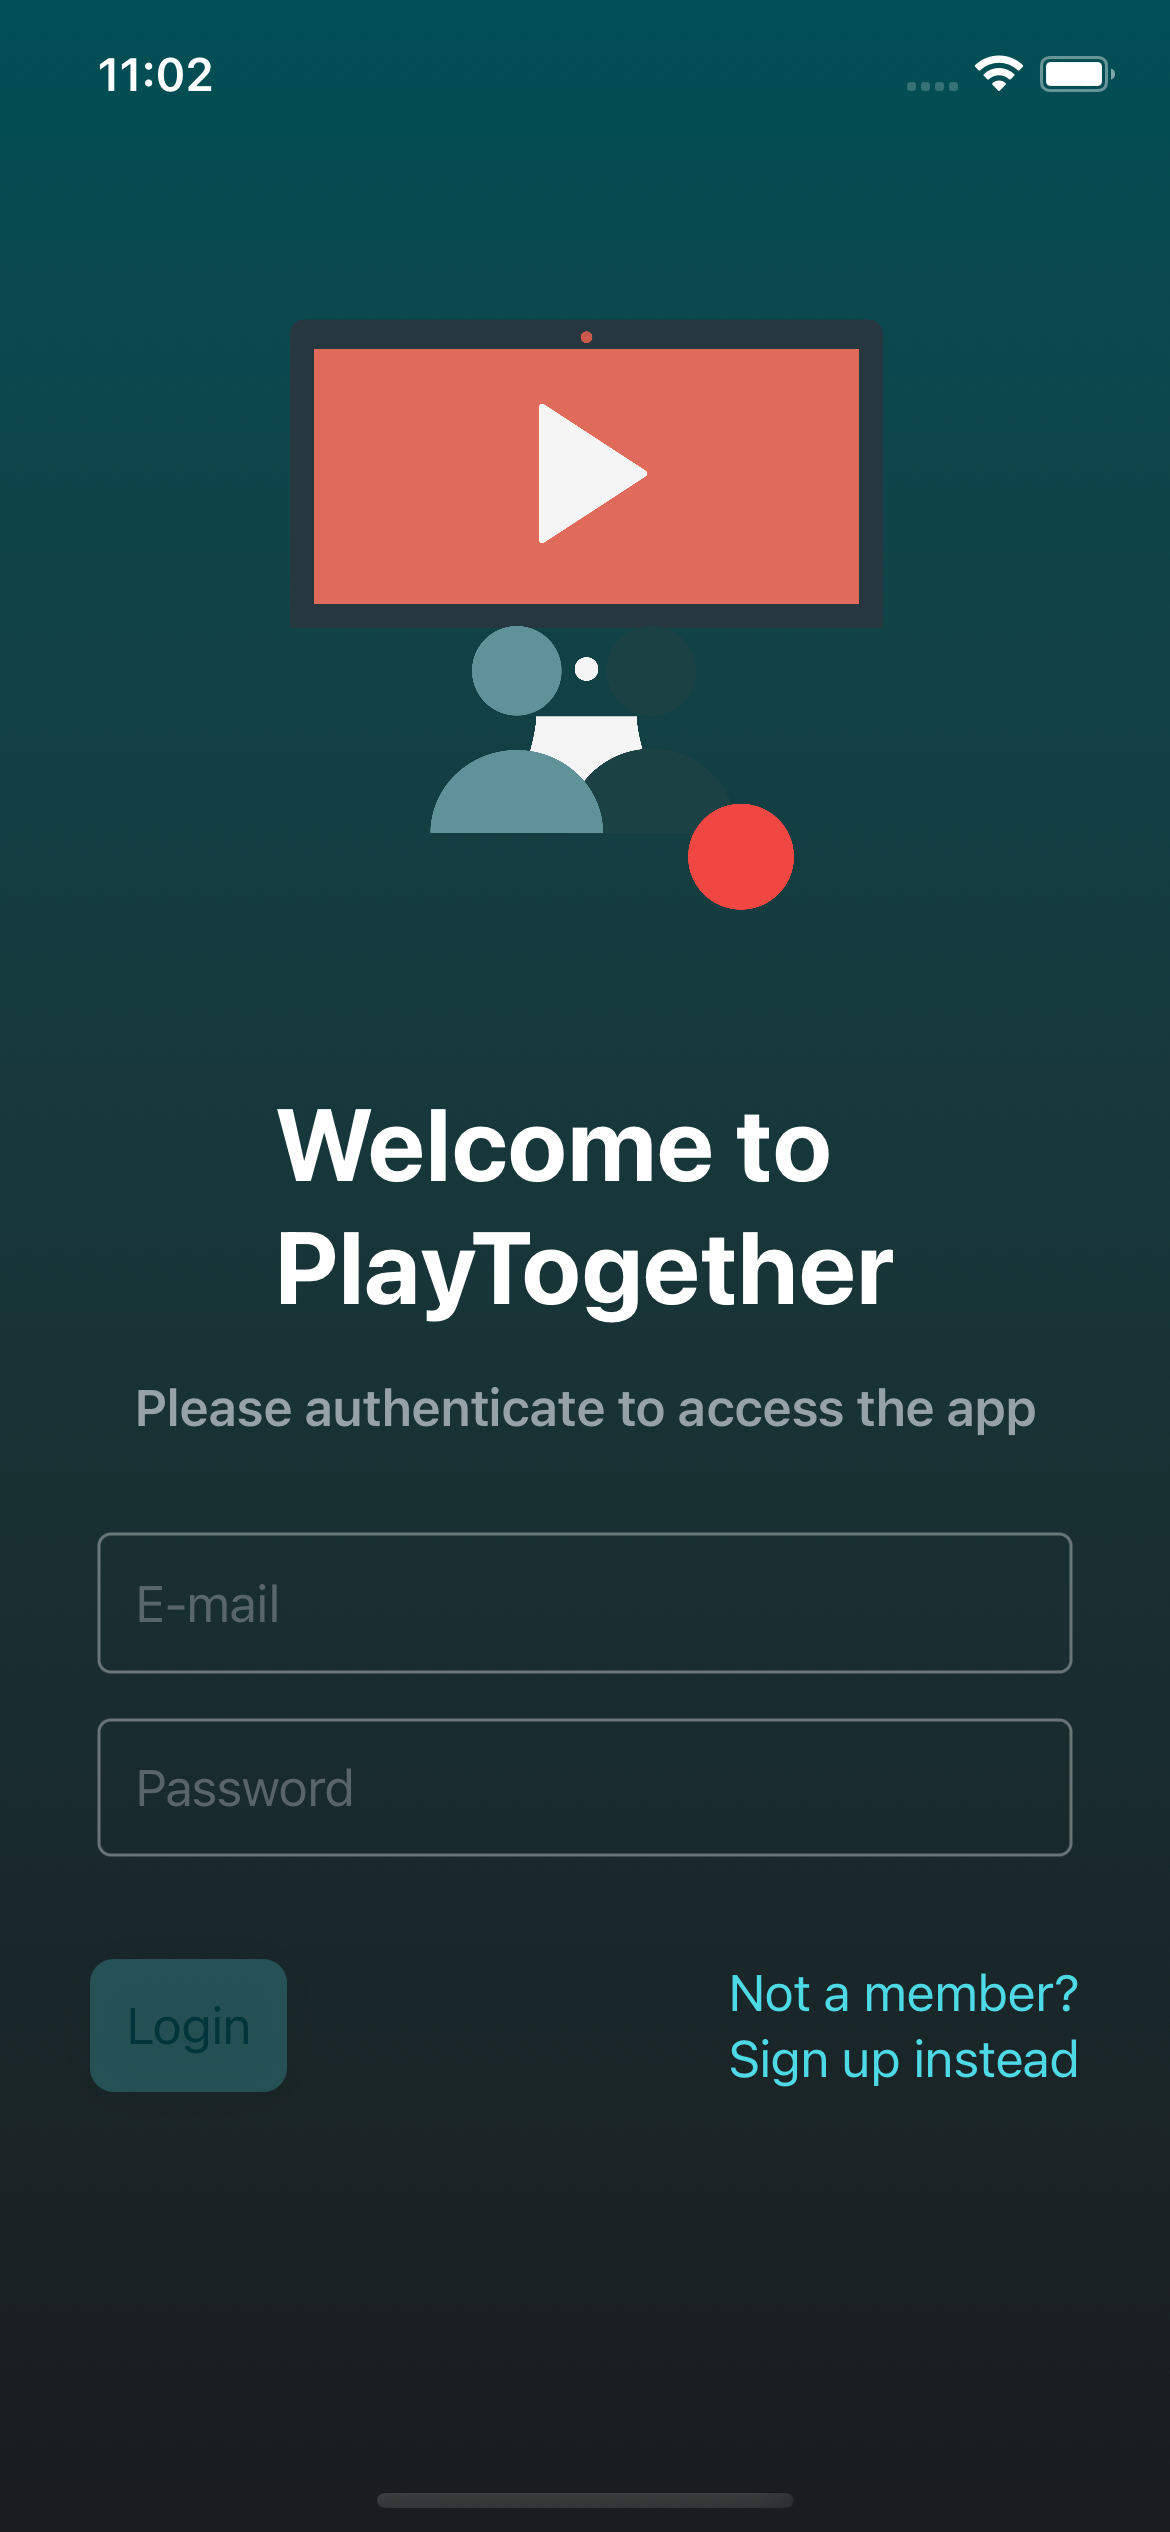 11:02
Welcome to
PlayTogether
Please authenticate to access the app
E-mail
Password
Login
Not a member?
Sign up instead